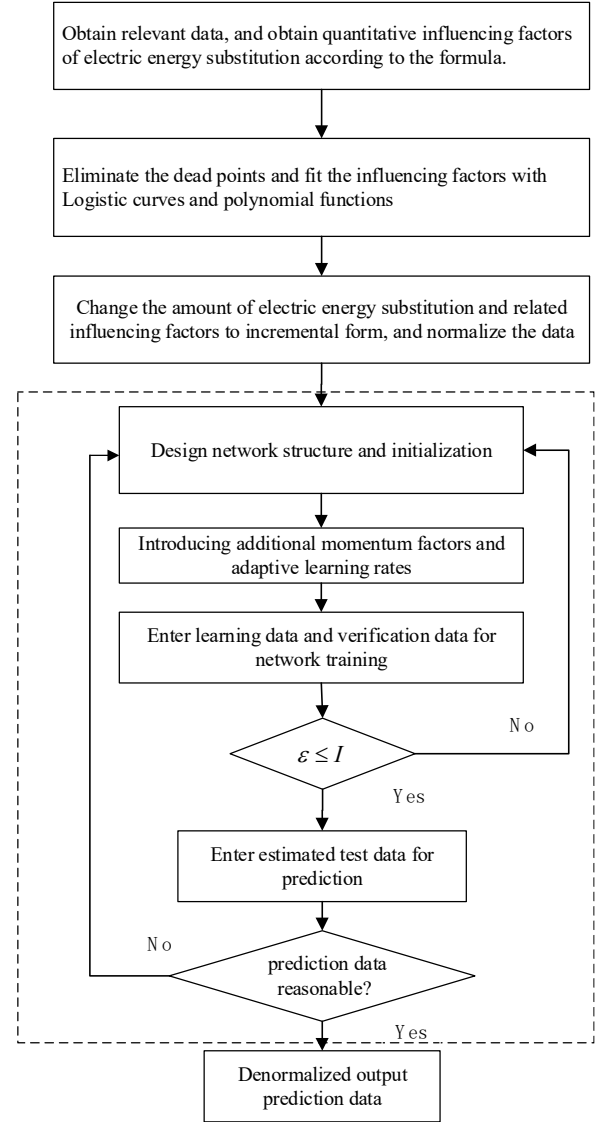 Obtain relevant data, and obtain quantitative influencing factors
of electric energy substitution according to the formula.
Eliminate the dead points and fit the influencing factors with
Logistic curves and polynomial functions
Change the amount of electric energy substitution and related
influencing factors to incremental form, and normalize the data
Design network structure and initialization
Introducing additional momentum factors and
adaptive learning rates
Enter learning data and verification data for
network training
ε ≤ I
No
Yes
Enter estimated test data for
prediction
No
prediction data
reasonable?
Yes
Denormalized output
prediction data